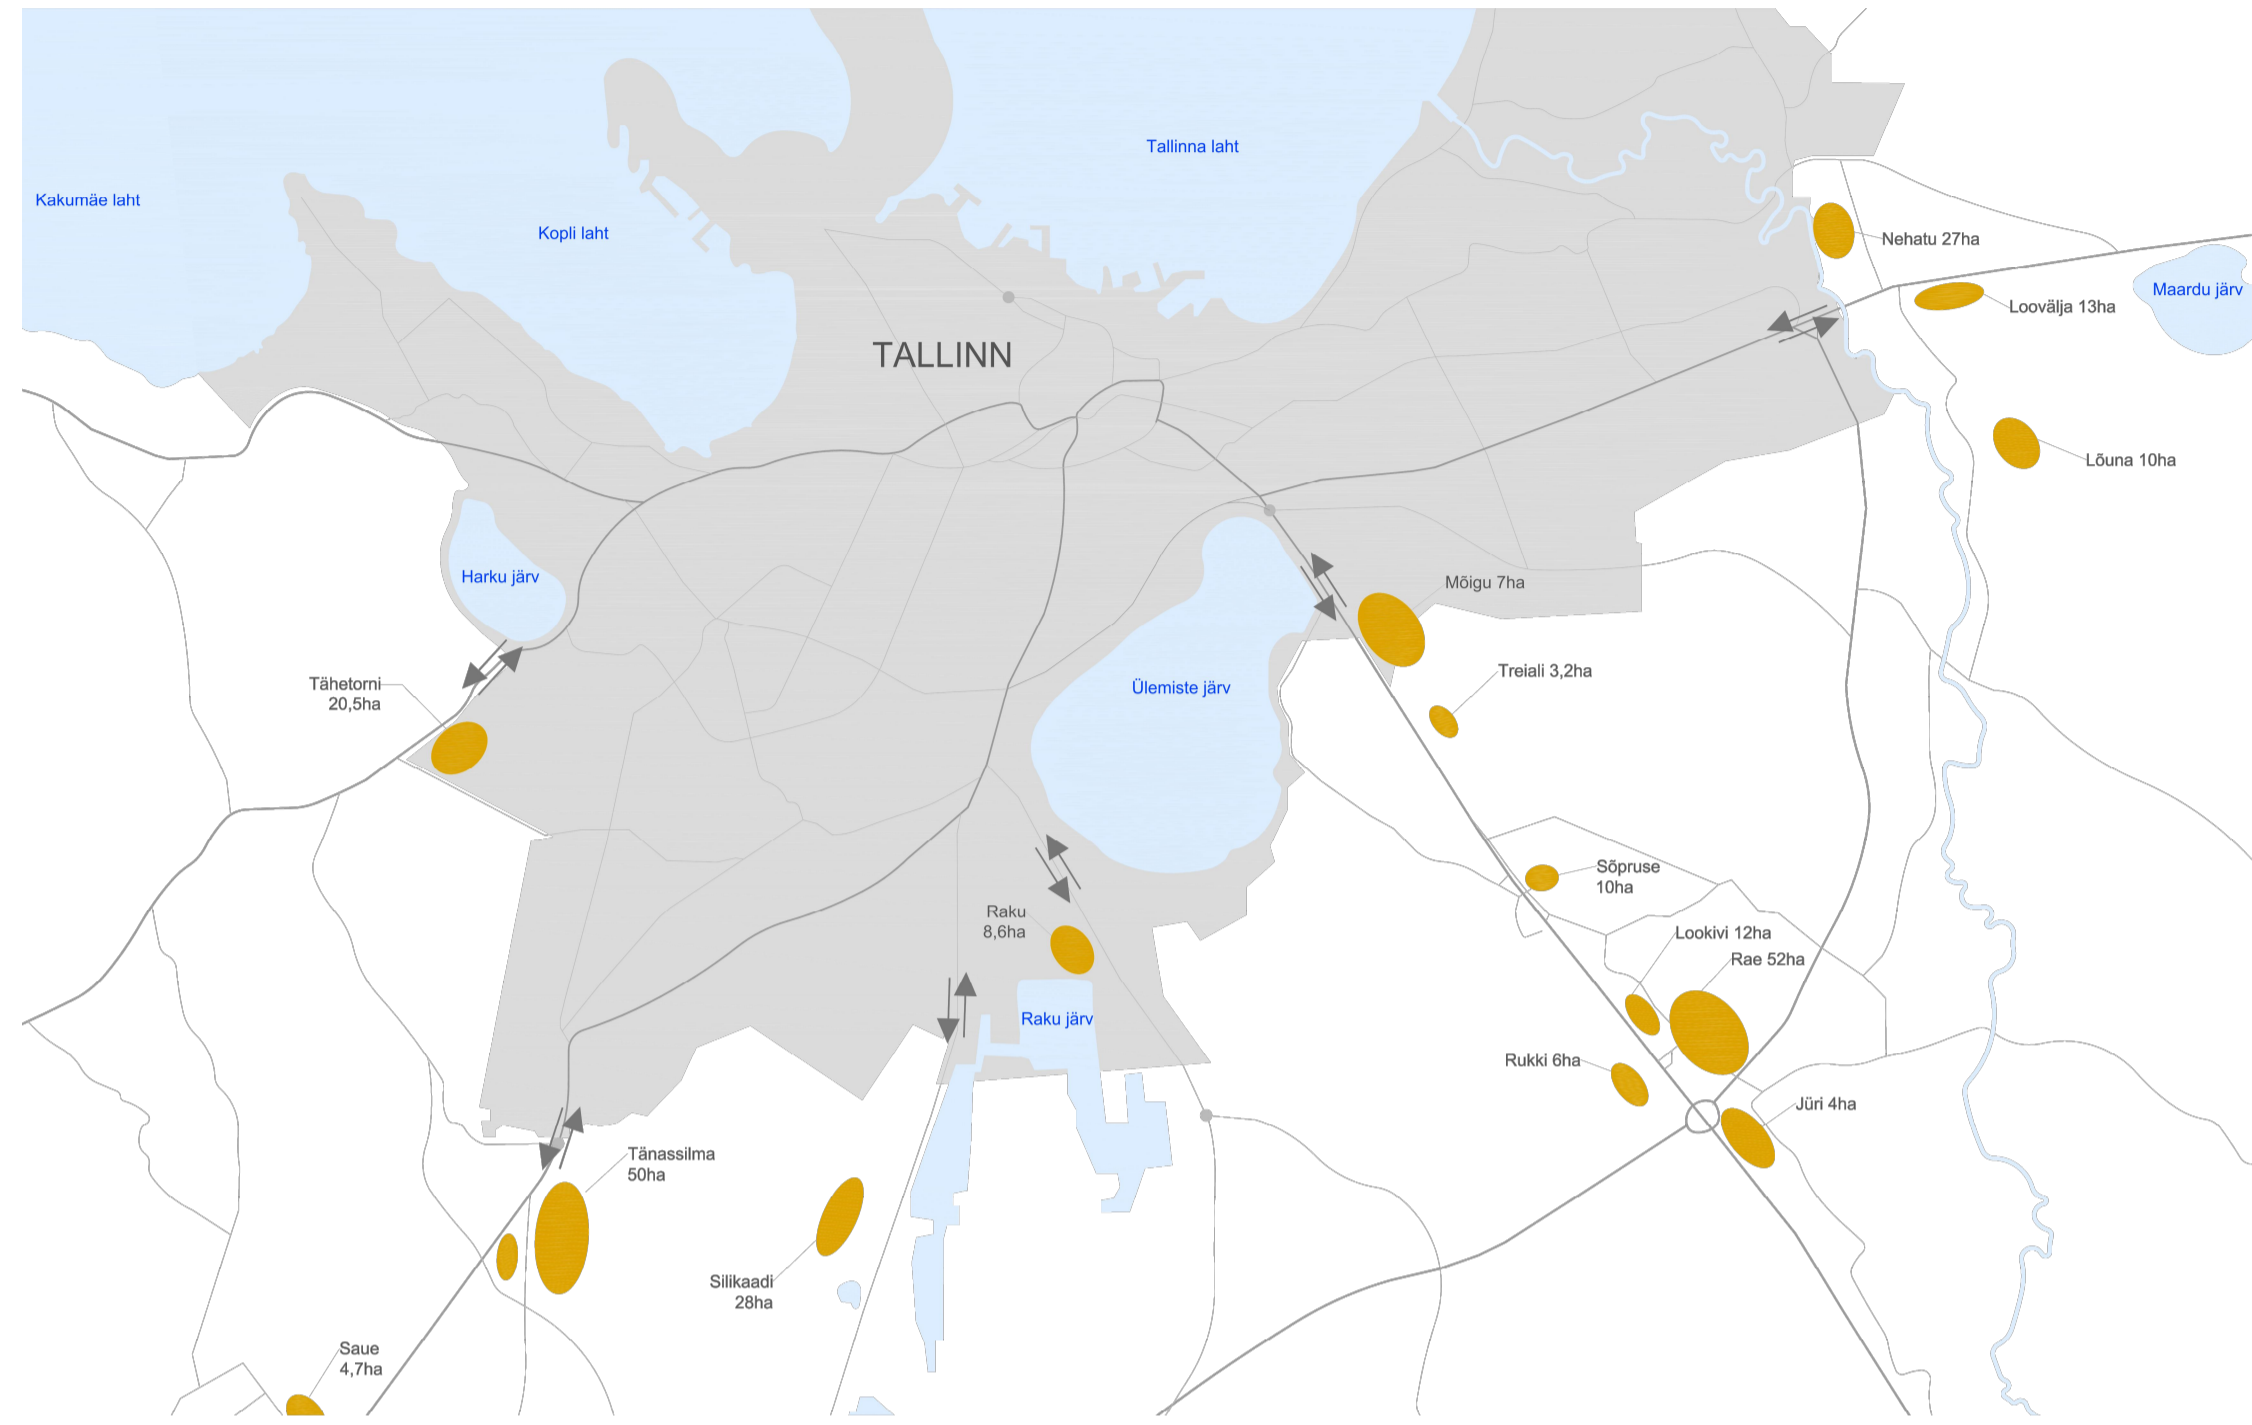 Tallinna laht
Kakumäe laht
Kopli laht
Nehatu 27ha
Maardu järv
Loovälja 13ha
TALLINN
Lõuna 10ha
Harku järv
Mõigu 7ha
Treiali 3,2ha
Tähetorni
20,5ha
Ülemiste järv
Sõpruse
10ha
Raku
8,6ha
Lookivi 12ha
Rae 52ha
Raku järv
Rukki 6ha
Jüri 4ha
Tänassilma
50ha
Silikaadi
28ha
Saue
4,7ha